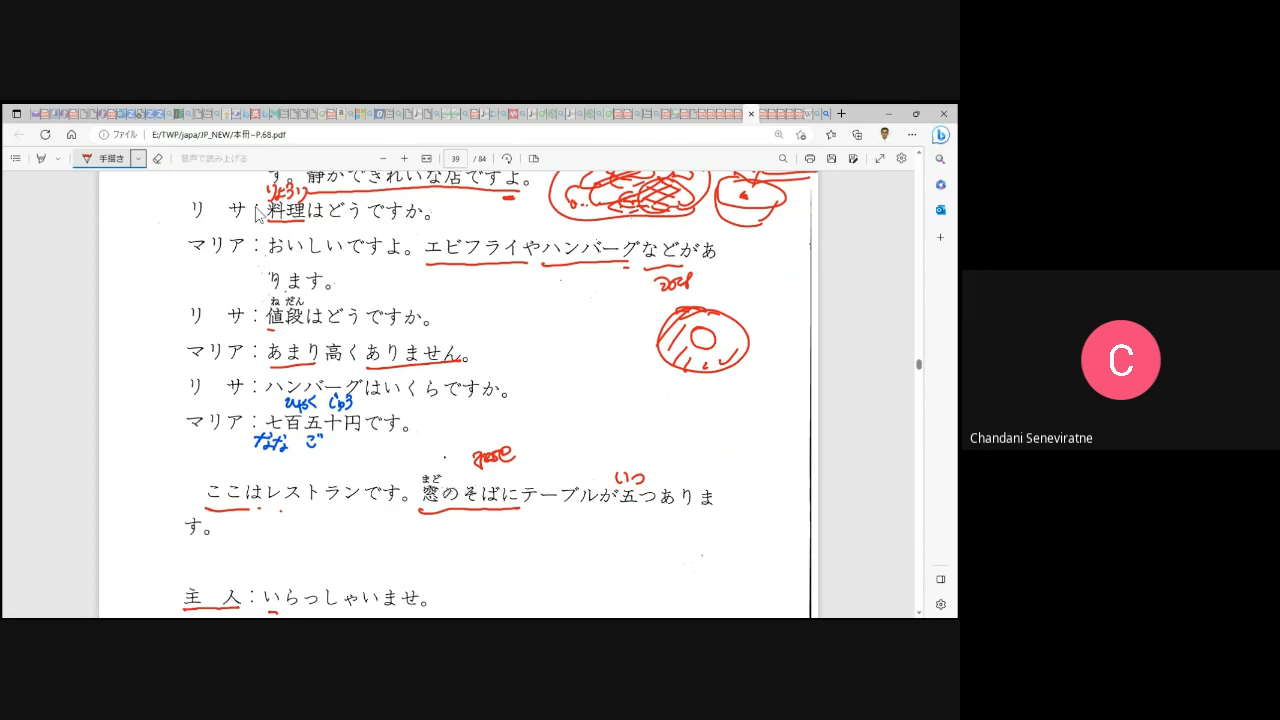 ファイル | E:/TWP/japa/JP_NEW/本冊~P.68.pdf
手描き 音声で読み上げる 39 / 84
す。静かできれいな店ですよ。
りょうり
リサ：料理はどうですか。
マリア：おいしいですよ。エビフライやハンバーグなどがあ
ります。
ねだん
リサ：値段はどうですか。
マリア：あまり高くありません。
リサ：ハンバーグはいくらですか。
ひゃく じゅう
マリア：七百五十円です。
なな ご
まど いつ
ここはレストランです。窓のそばにテーブルが五つありま
す。
主人：いらっしゃいませ。
C
Chandani Seneviratne